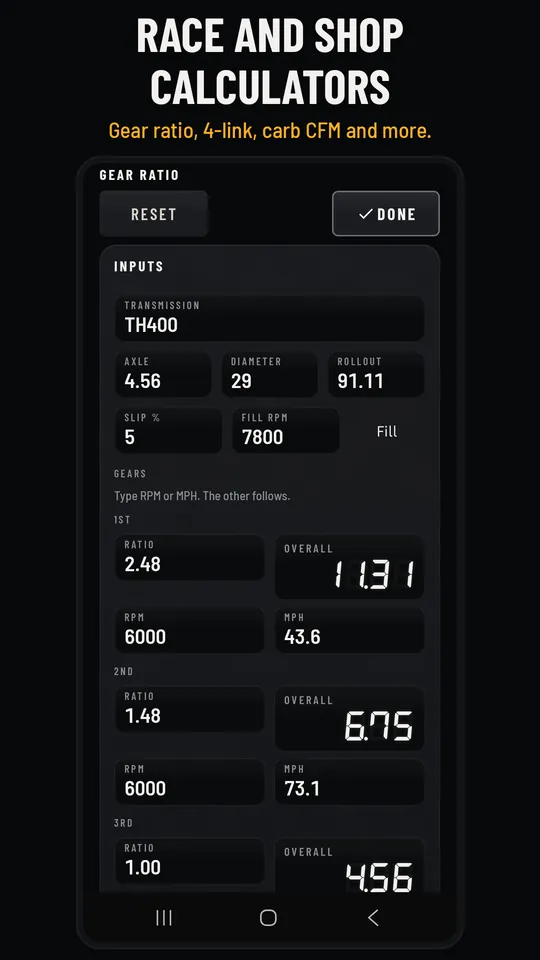 RACE AND SHOP
CALCULATORS
Gear ratio, 4-link, carb CFM and more.
GEAR RATIO
RESET
DONE
INPUTS
TRANSMISSION
TH400
AXLE
4.56
DIAMETER
29
ROLLOUT
91.11
SLIP %
5
FILL RPM
7800
Fill
GEARS
Type RPM or MPH. The other follows.
1ST
RATIO
2.48
OVERALL
11.31
RPM
6000
MPH
43.6
2ND
RATIO
1.48
OVERALL
6.75
RPM
6000
MPH
73.1
3RD
RATIO
1.00
OVERALL
4.56